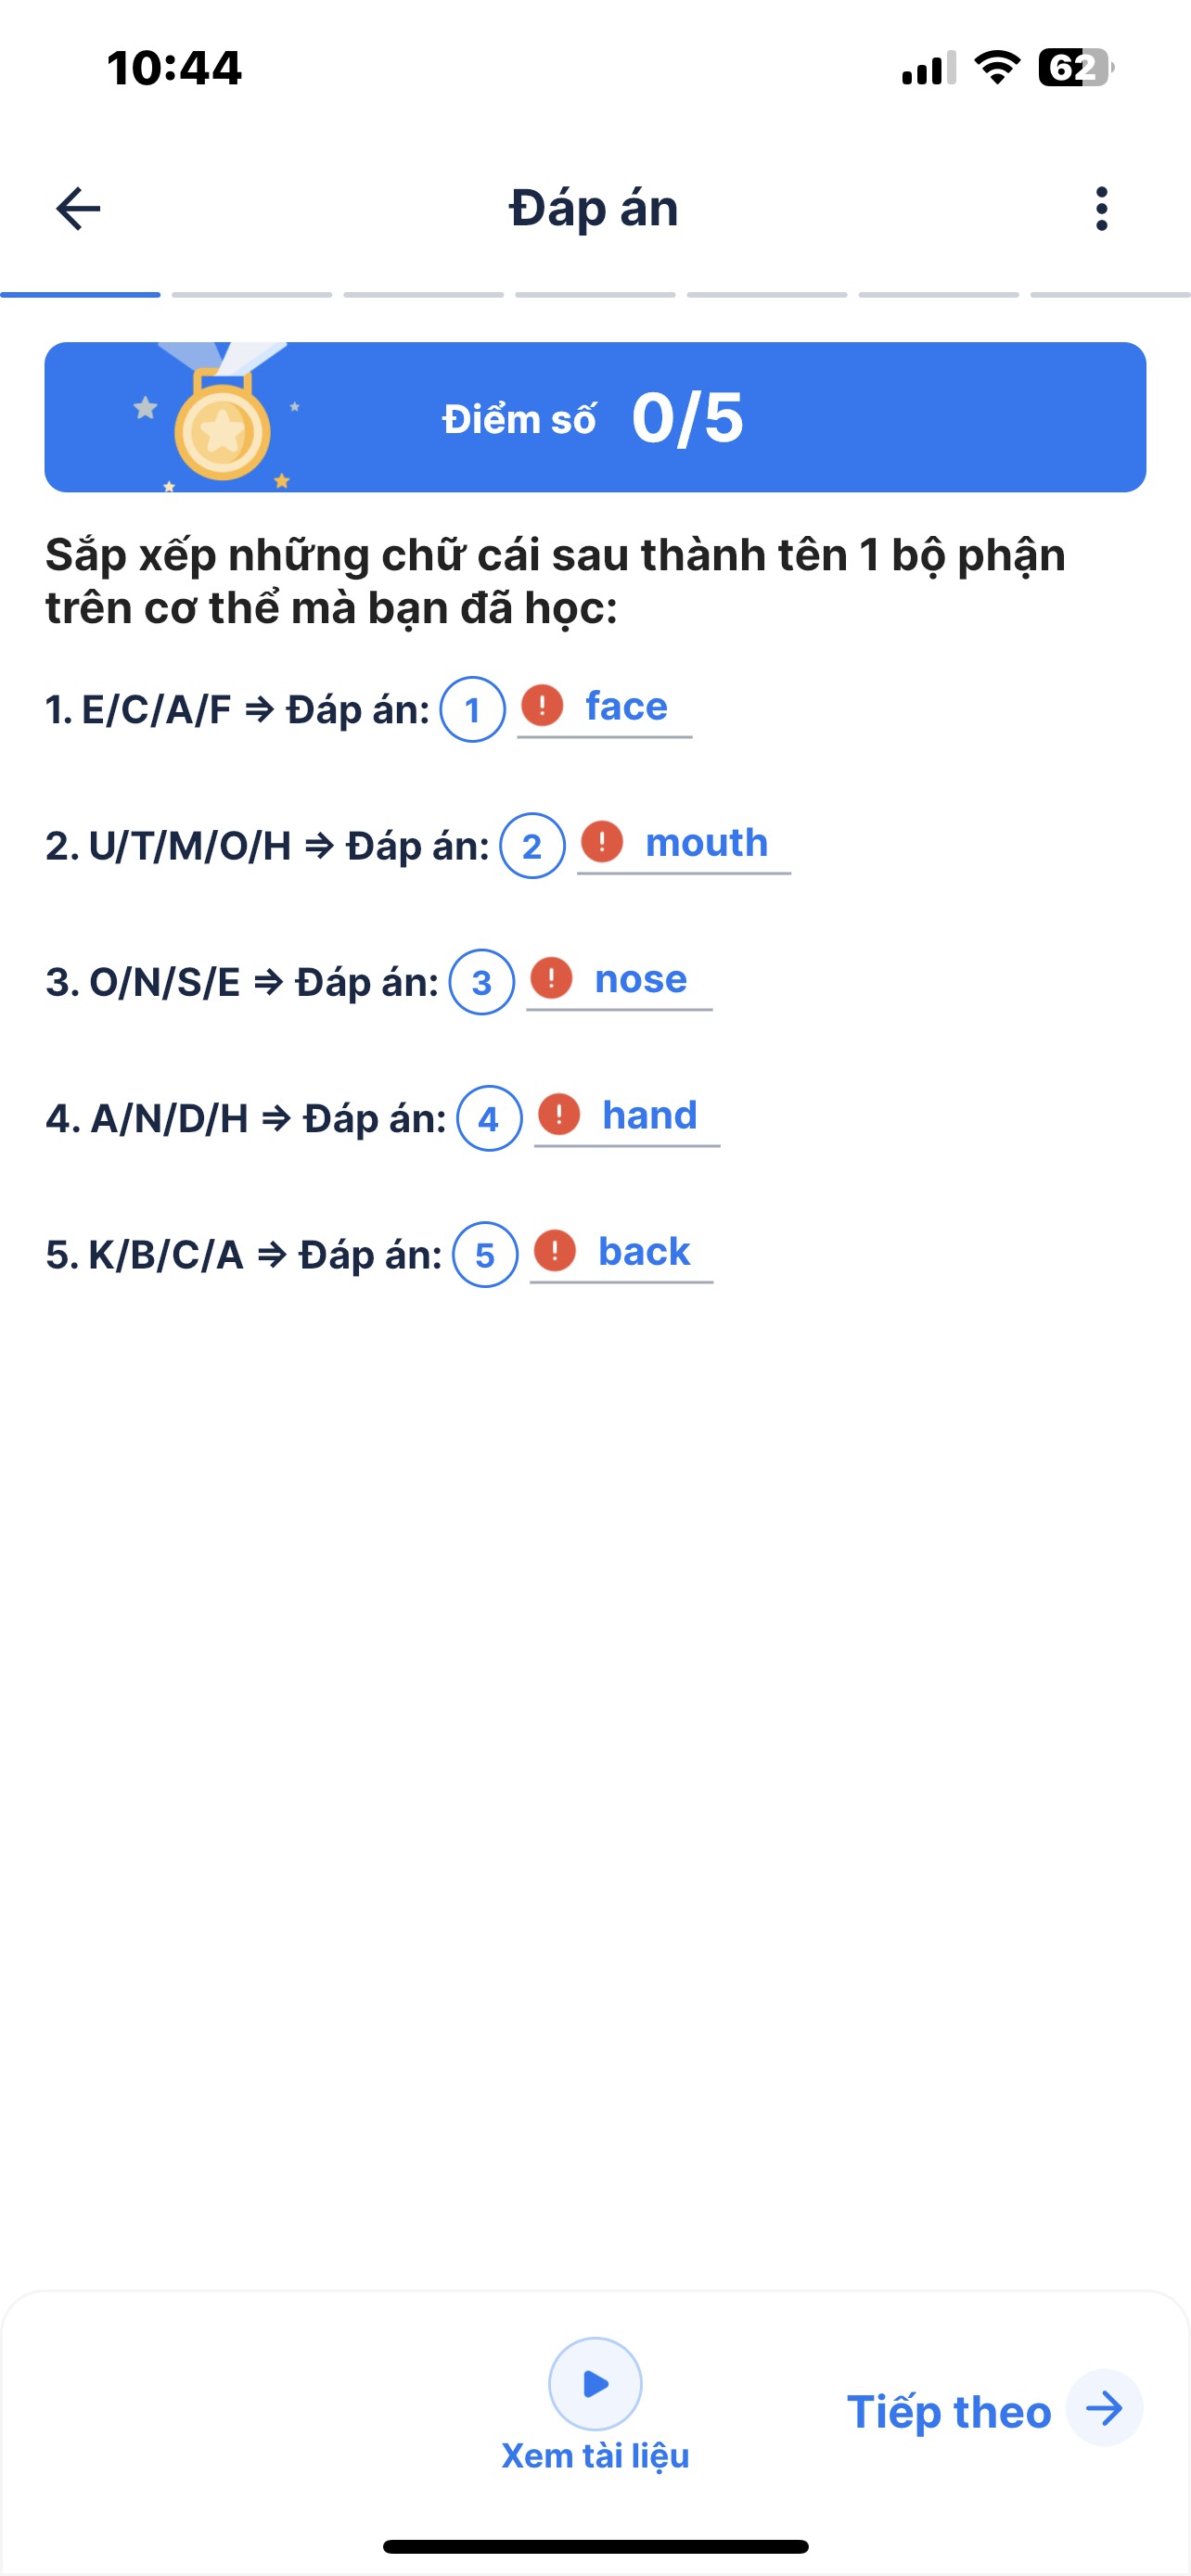 10:44
62
Đáp án
Điểm số 0/5
Sắp xếp những chữ cái sau thành tên 1 bộ phận
trên cơ thể mà bạn đã học:
1. E/C/A/F => Đáp án: 1 ! face
2. U/T/M/O/H => Đáp án: 2 ! mouth
3. O/N/S/E => Đáp án: 3 ! nose
4. A/N/D/H => Đáp án: 4 ! hand
5. K/B/C/A => Đáp án: 5 ! back
Tiếp theo
Xem tài liệu